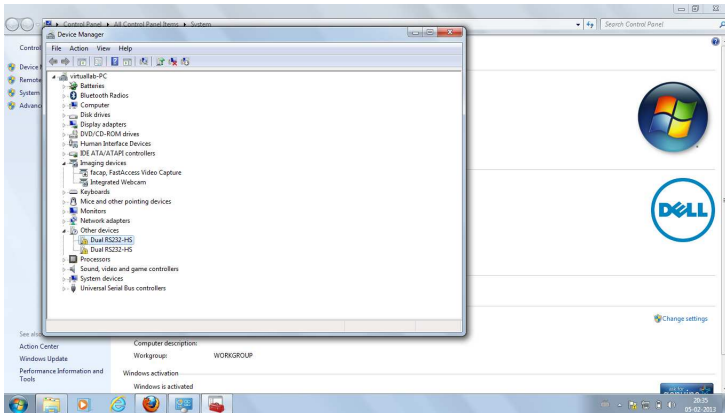 Control Panel ▸ All Control Panel Items ▸ System
Search Control Panel
Device Manager
File Action View Help
virtuallab-PC
Batteries
Bluetooth Radios
Computer
Disk drives
Display adapters
DVD/CD-ROM drives
Human Interface Devices
IDE ATA/ATAPI controllers
Imaging devices
facap, FastAccess Video Capture
Integrated Webcam
Keyboards
Mice and other pointing devices
Monitors
Network adapters
Other devices
Dual RS232-HS
Dual RS232-HS
Processors
Sound, video and game controllers
System devices
Universal Serial Bus controllers
Control
Device
Remote
System
Advanc
DELL
Change settings
See also
Action Center
Windows Update
Performance Information and
Tools
Computer description:
Workgroup: WORKGROUP
Windows activation
Windows is activated
20:35
05-02-2013